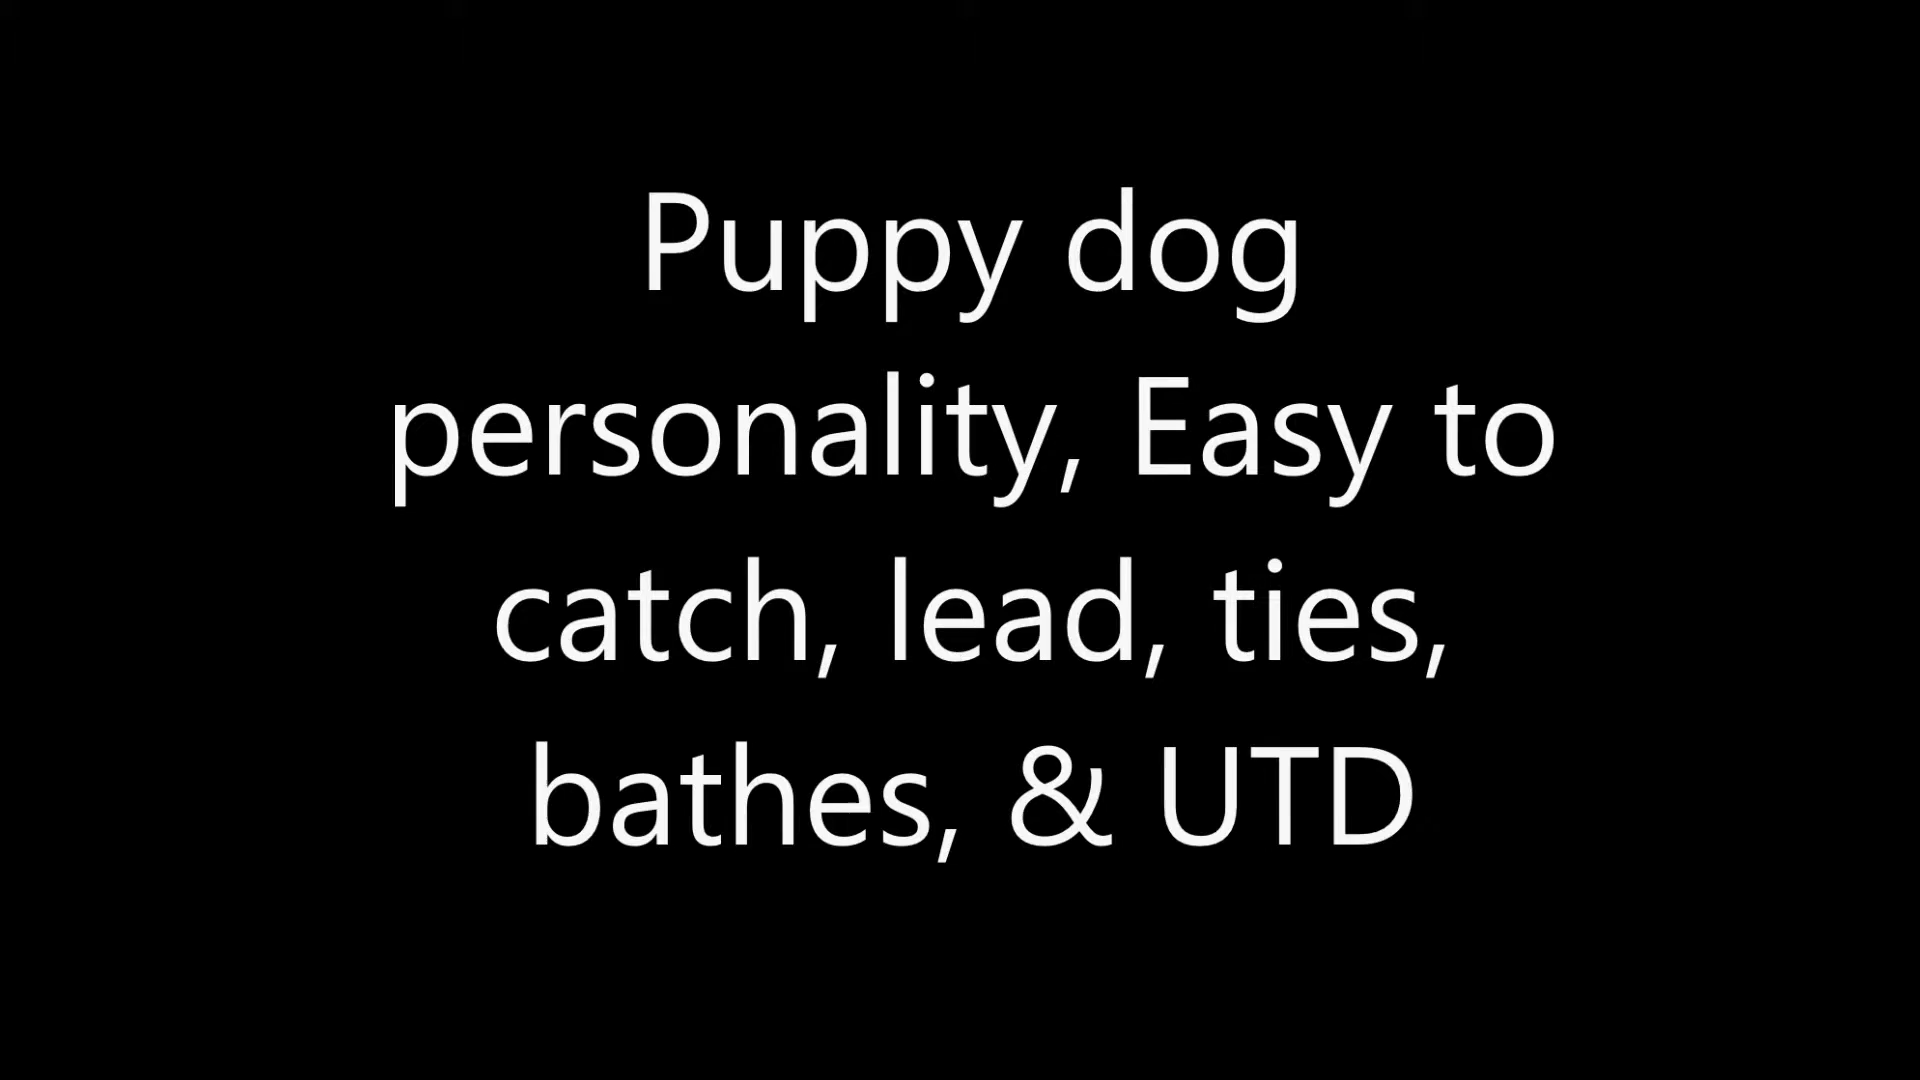 Puppy dog
personality, Easy to
catch, lead, ties,
bathes, & UTD